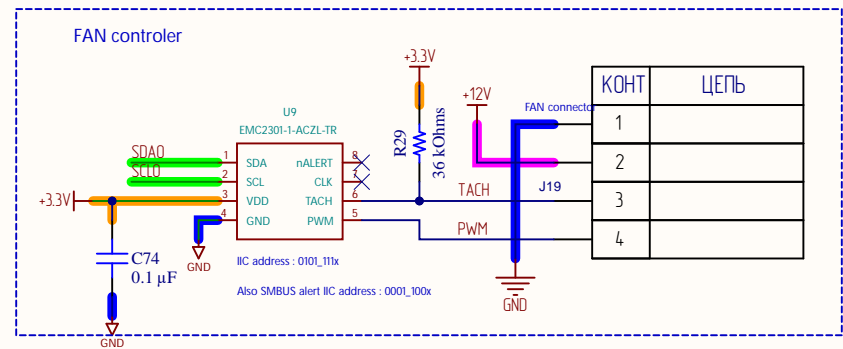 FAN controler
+3.3V
+12V
КОНТ ЦЕПЬ
U9
EMC2301-1-ACZL-TR
FAN connector
R29
36 kOhms
1
2
3
4
SDA0
SCL0
+3.3V
1 SDA nALERT 8
2 SCL CLK 7
3 VDD TACH 6
4 GND PWM 5
TACH
J19
PWM
C74
0.1 µF
GND
IIC address : 0101_111x
Also SMBUS alert IIC address : 0001_100x
GND
GND